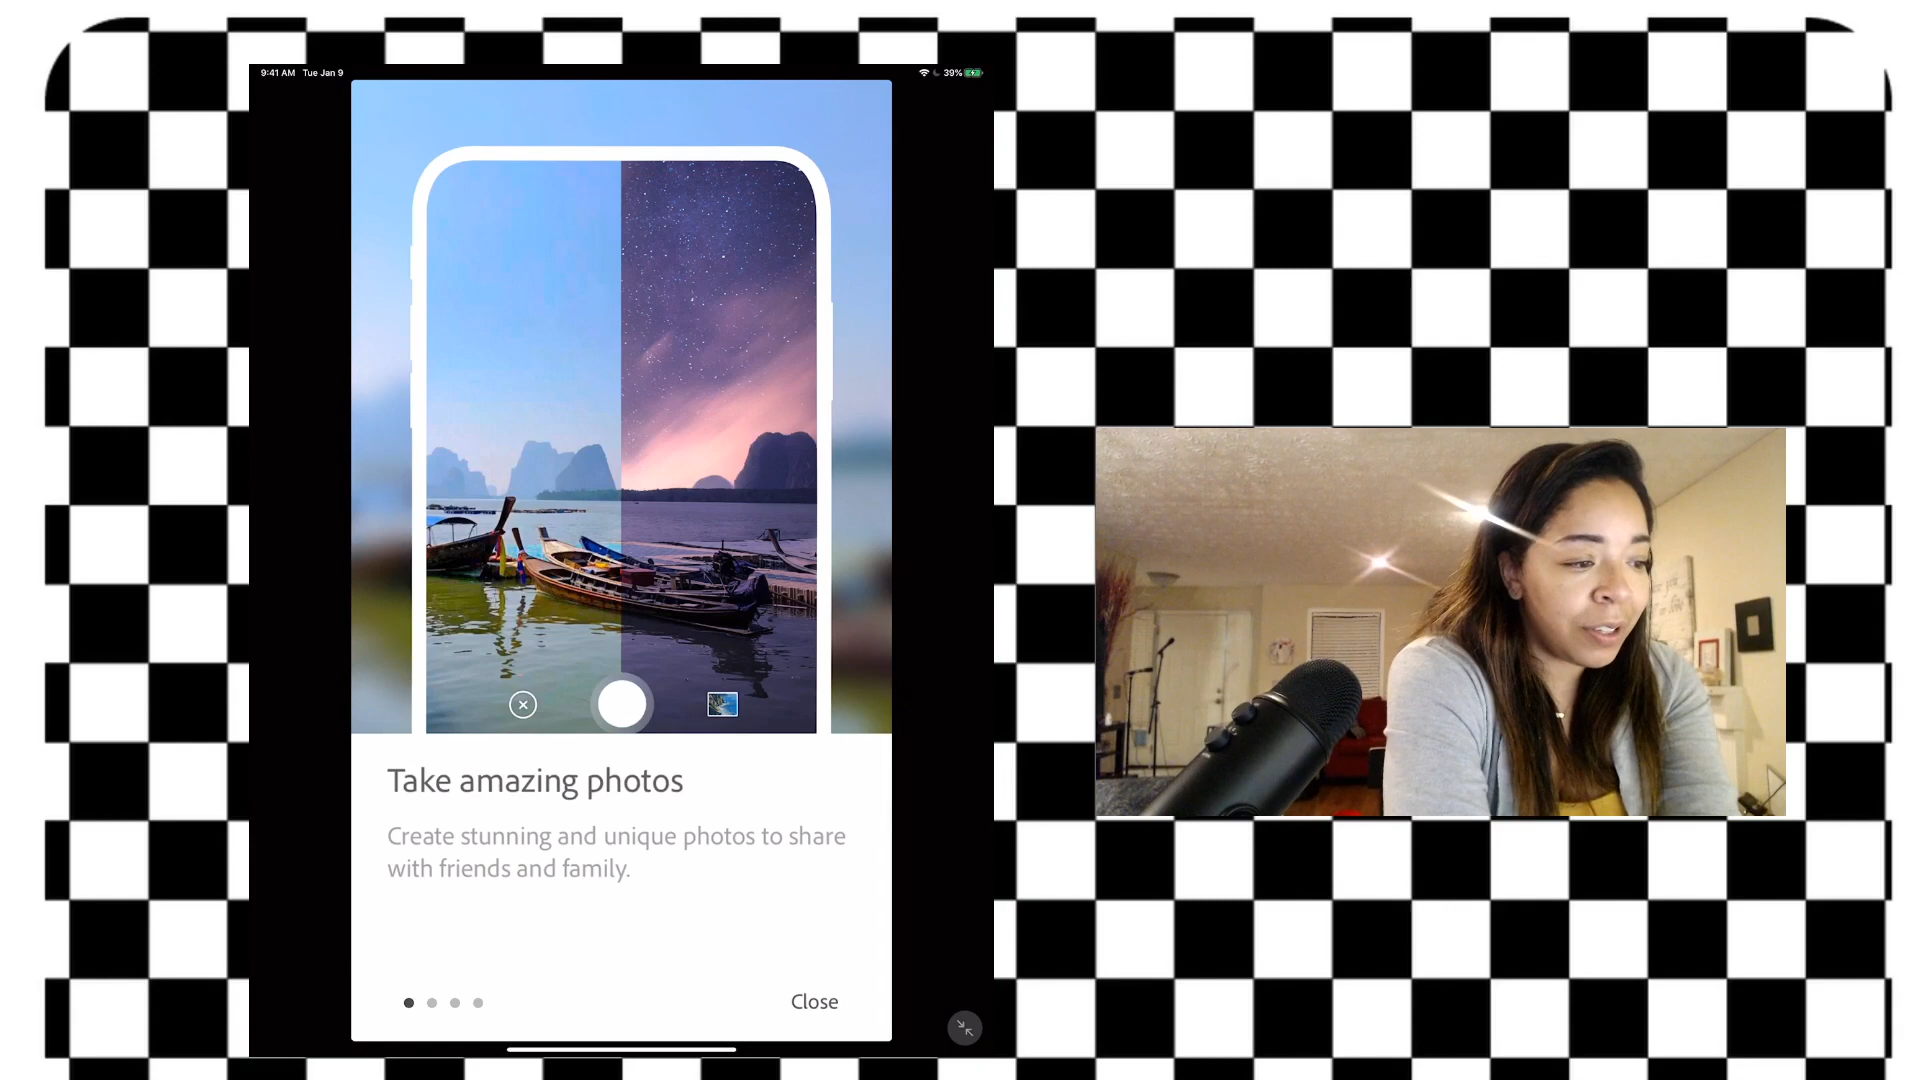 9:41 AM Tue Jan 9
39%
Take amazing photos
Create stunning and unique photos to share
with friends and family.
Close